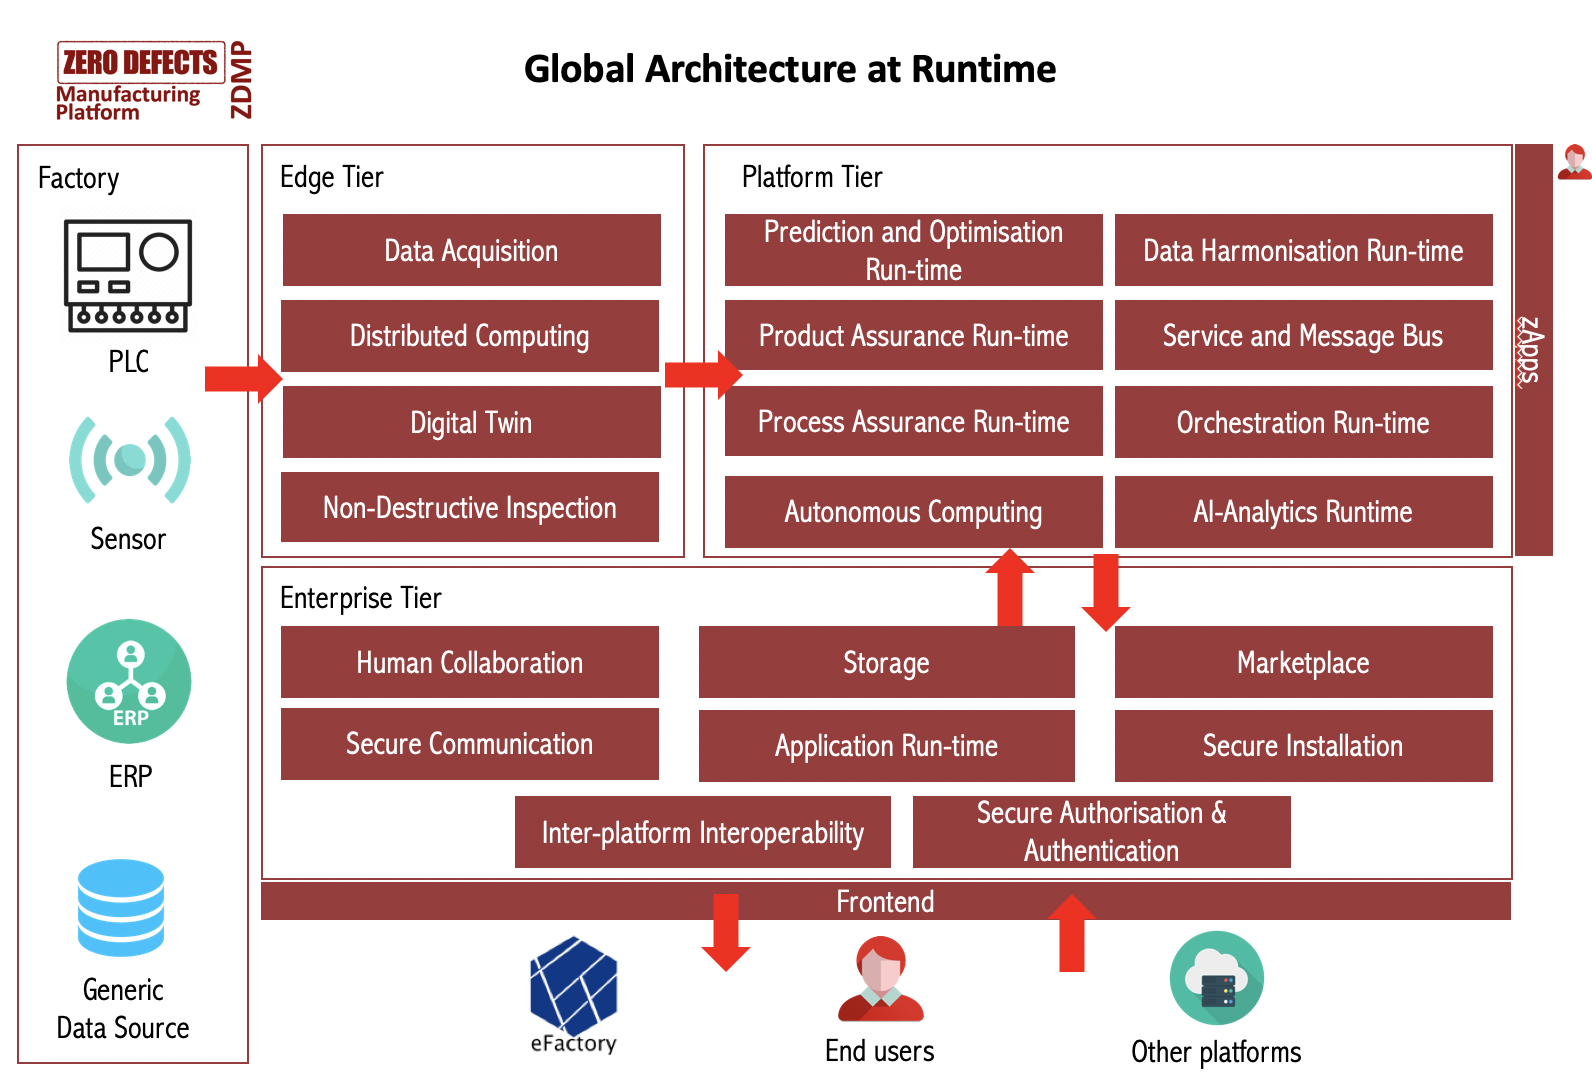 ZERO DEFECTS
Manufacturing
Platform
ZDMP
Global Architecture at Runtime
Factory
PLC
Sensor
ERP
ERP
Generic
Data Source
Edge Tier
Data Acquisition
Distributed Computing
Digital Twin
Non-Destructive Inspection
Platform Tier
Prediction and Optimisation
Run-time
Data Harmonisation Run-time
Product Assurance Run-time
Service and Message Bus
Process Assurance Run-time
Orchestration Run-time
Autonomous Computing
AI-Analytics Runtime
zApps
Enterprise Tier
Human Collaboration
Storage
Marketplace
Secure Communication
Application Run-time
Secure Installation
Inter-platform Interoperability
Secure Authorisation &
Authentication
Frontend
eFactory
End users
Other platforms